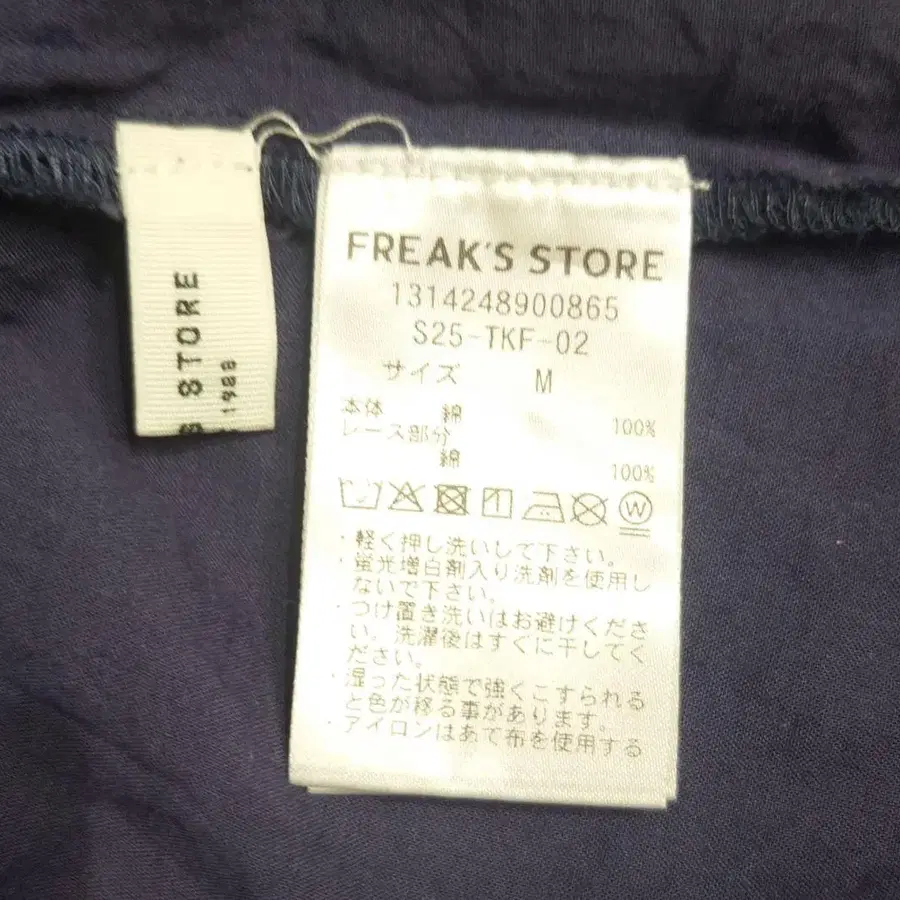 STORE
1988
FREAK'S STORE
1314248900865
S25-TKF-02
サイズ M
本体 綿 100%
レース部分
綿 100%
W
・軽く押し洗いして下さい。
・蛍光増白剤入り洗剤を使用し
ないで下さい。
・つけ置き洗いはお避けくださ
い。洗濯後はすぐに干してく
ださい。
・湿った状態で強くこすられる
と色が移る事があります。
・アイロンはあて布を使用する